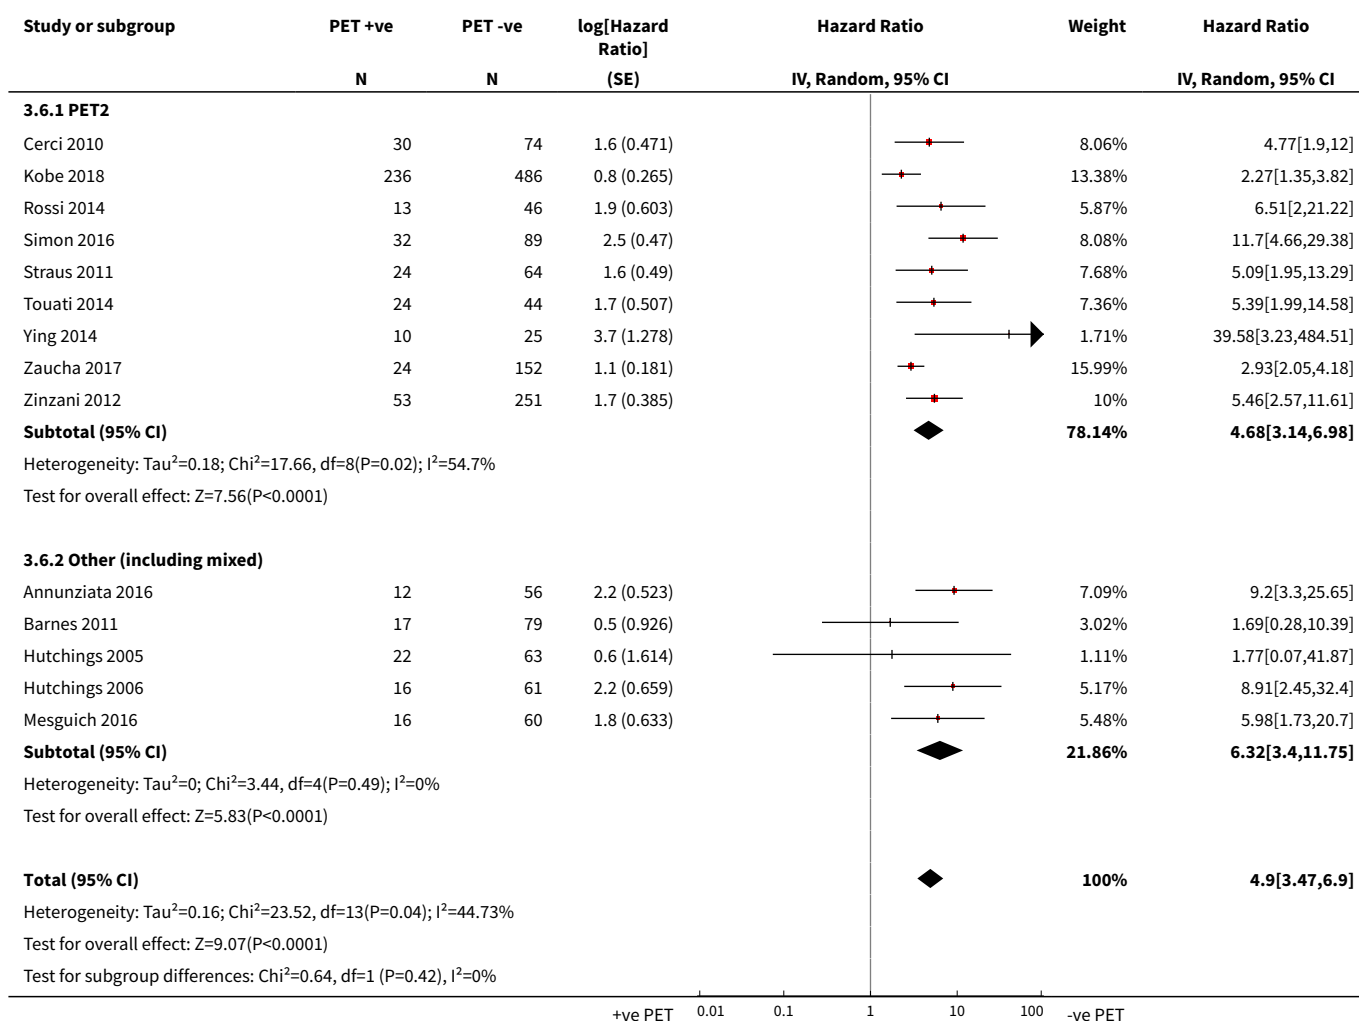 Study or subgroup PET +ve PET -ve log[Hazard Ratio] Hazard Ratio Weight Hazard Ratio
N N (SE) IV, Random, 95% CI IV, Random, 95% CI
3.6.1 PET2
Cerci 2010 30 74 1.6 (0.471) 8.06% 4.77[1.9,12]
Kobe 2018 236 486 0.8 (0.265) 13.38% 2.27[1.35,3.82]
Rossi 2014 13 46 1.9 (0.603) 5.87% 6.51[2,21.22]
Simon 2016 32 89 2.5 (0.47) 8.08% 11.7[4.66,29.38]
Straus 2011 24 64 1.6 (0.49) 7.68% 5.09[1.95,13.29]
Touati 2014 24 44 1.7 (0.507) 7.36% 5.39[1.99,14.58]
Ying 2014 10 25 3.7 (1.278) 1.71% 39.58[3.23,484.51]
Zaucha 2017 24 152 1.1 (0.181) 15.99% 2.93[2.05,4.18]
Zinzani 2012 53 251 1.7 (0.385) 10% 5.46[2.57,11.61]
Subtotal (95% CI) 78.14% 4.68[3.14,6.98]
Heterogeneity: Tau²=0.18; Chi²=17.66, df=8(P=0.02); I²=54.7%
Test for overall effect: Z=7.56(P<0.0001)
3.6.2 Other (including mixed)
Annunziata 2016 12 56 2.2 (0.523) 7.09% 9.2[3.3,25.65]
Barnes 2011 17 79 0.5 (0.926) 3.02% 1.69[0.28,10.39]
Hutchings 2005 22 63 0.6 (1.614) 1.11% 1.77[0.07,41.87]
Hutchings 2006 16 61 2.2 (0.659) 5.17% 8.91[2.45,32.4]
Mesguich 2016 16 60 1.8 (0.633) 5.48% 5.98[1.73,20.7]
Subtotal (95% CI) 21.86% 6.32[3.4,11.75]
Heterogeneity: Tau²=0; Chi²=3.44, df=4(P=0.49); I²=0%
Test for overall effect: Z=5.83(P<0.0001)
Total (95% CI) 100% 4.9[3.47,6.9]
Heterogeneity: Tau²=0.16; Chi²=23.52, df=13(P=0.04); I²=44.73%
Test for overall effect: Z=9.07(P<0.0001)
Test for subgroup differences: Chi²=0.64, df=1 (P=0.42), I²=0%
+ve PET 0.01 0.1 1 10 100 -ve PET